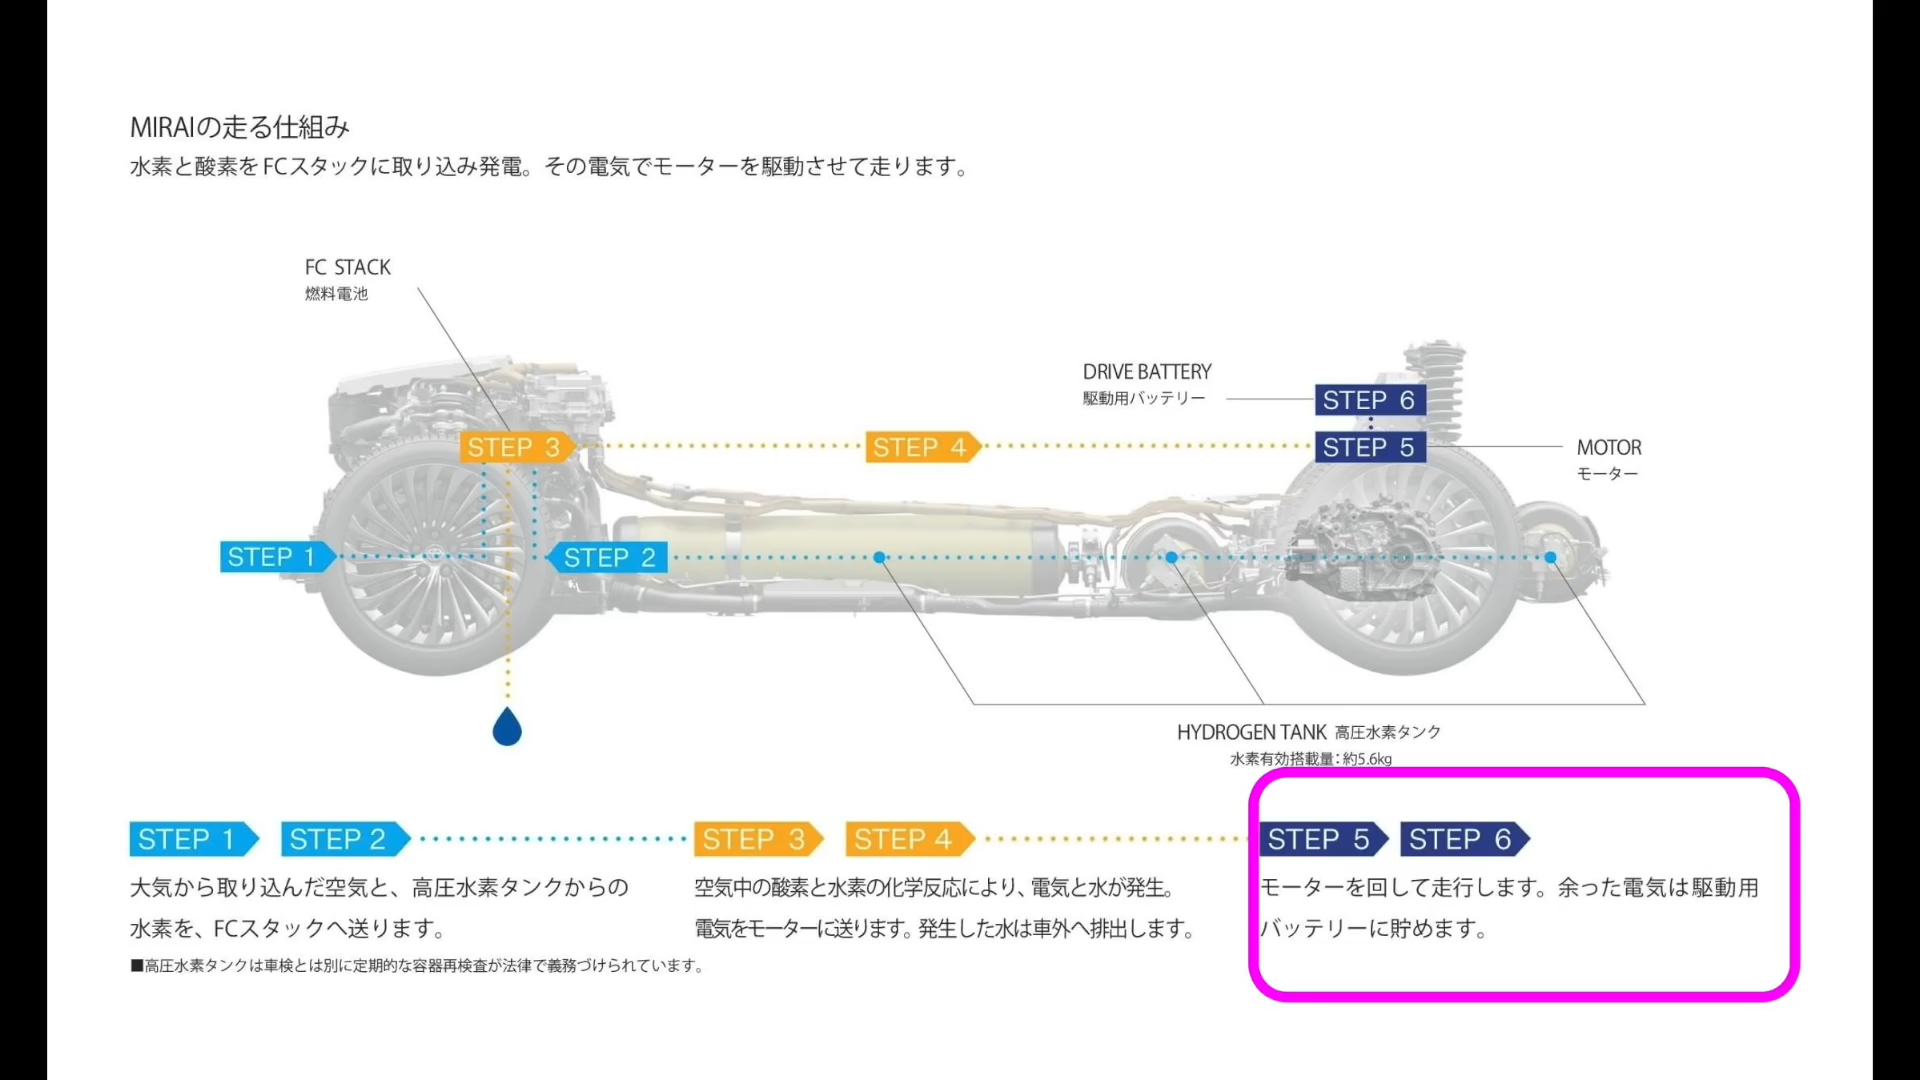 MIRAIの走る仕組み
水素と酸素をFCスタックに取り込み発電。その電気でモーターを駆動させて走ります。
FC STACK
燃料電池
DRIVE BATTERY
駆動用バッテリー
STEP 6
STEP 3
STEP 4
STEP 5
MOTOR
モーター
STEP 1
STEP 2
HYDROGEN TANK 高圧水素タンク
水素有効搭載量：約5.6kg
STEP 1 STEP 2
大気から取り込んだ空気と、高圧水素タンクからの
水素を、FCスタックへ送ります。
■高圧水素タンクは車検とは別に定期的な容器再検査が法律で義務づけられています。
STEP 3 STEP 4
空気中の酸素と水素の化学反応により、電気と水が発生。
電気をモーターに送ります。発生した水は車外へ排出します。
STEP 5 STEP 6
モーターを回して走行します。余った電気は駆動用
バッテリーに貯めます。